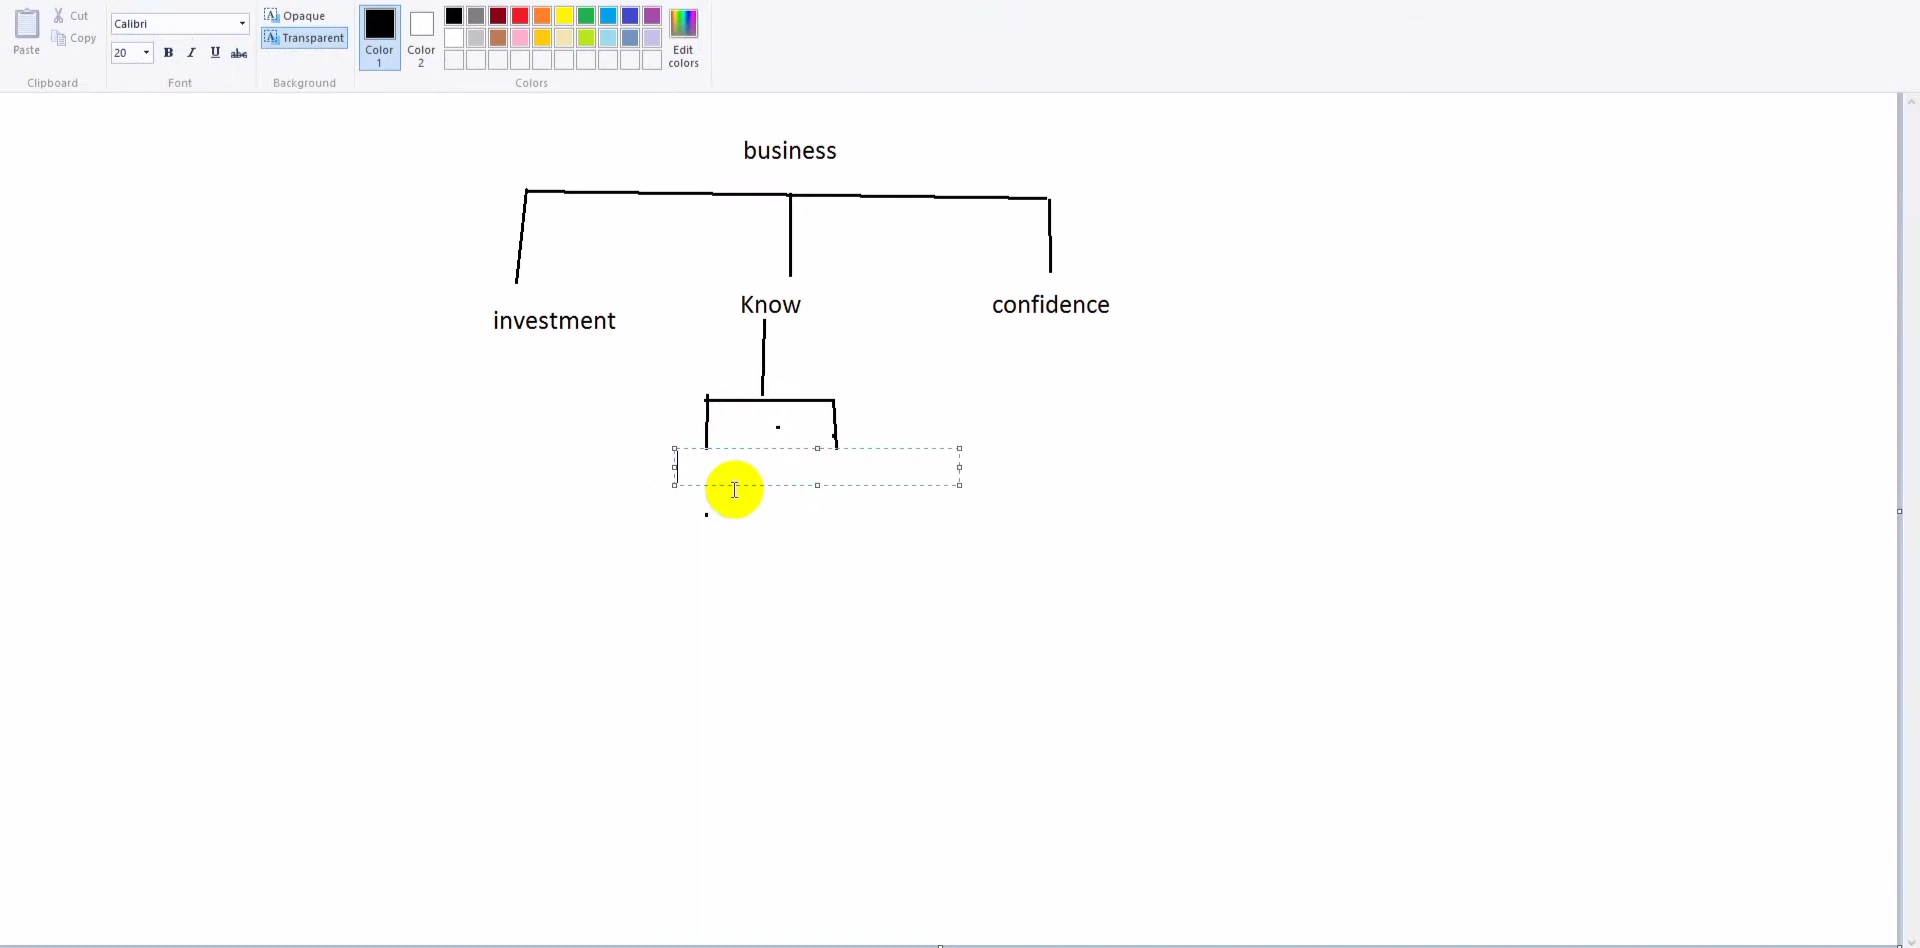 Cut
Copy
Paste
Clipboard
Calibri
20
B I U abc
Font
Opaque
Transparent
Background
Color 1
Color 2
Edit colors
Colors
business
investment
Know
confidence